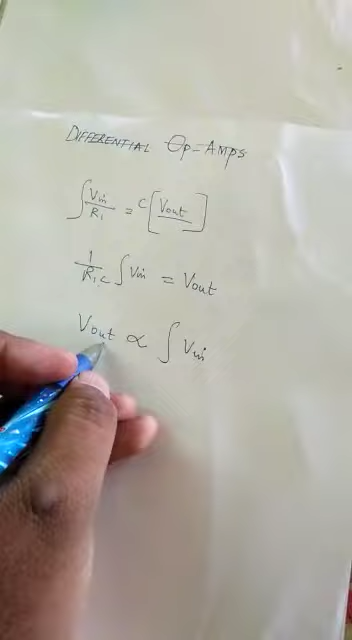 DIFFERENTIAL Op-AMPS
∫ Vin/R1 = C [Vout]
1/R1C ∫ Vin = Vout
Vout ∝ ∫ Vin